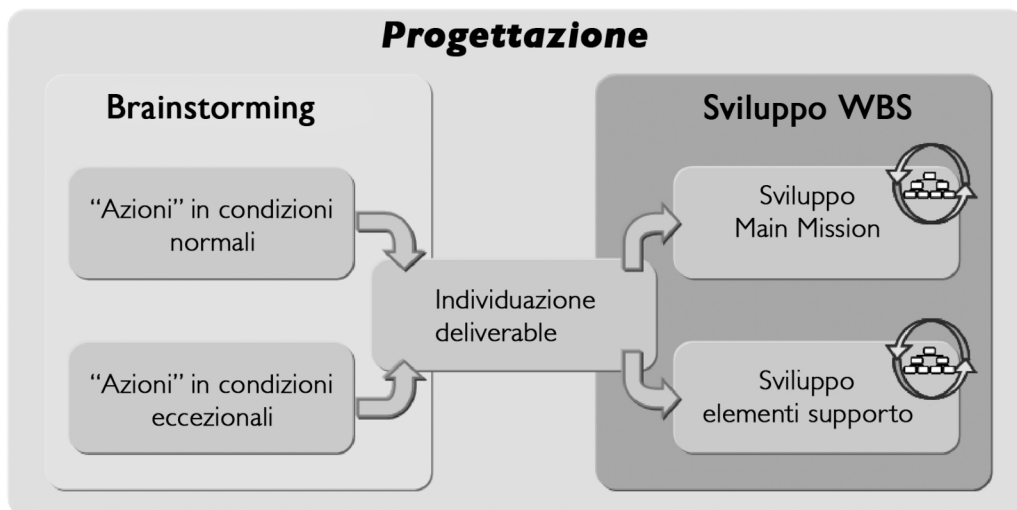 Progettazione
Brainstorming
“Azioni” in condizioni
normali
“Azioni” in condizioni
eccezionali
Individuazione
deliverable
Sviluppo WBS
Sviluppo
Main Mission
Sviluppo
elementi supporto